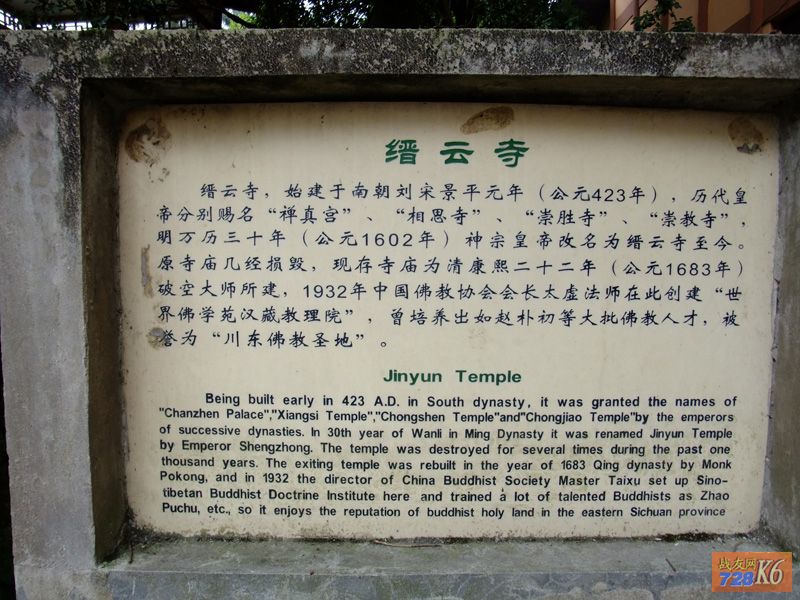 缙云寺
缙云寺，始建于南朝刘宋景平元年（公元423年），历代皇
帝分别赐名“禅真宫”、“相思寺”、“崇胜寺”、“崇教寺”，
明万历三十年（公元1602年）神宗皇帝改名为缙云寺至今。
原寺庙几经损毁，现存寺庙为清康熙二十二年（公元1683年）
破空大师所建，1932年中国佛教协会会长太虚法师在此创建“世
界佛学苑汉藏教理院”，曾培养出如赵朴初等大批佛教人才，被
誉为“川东佛教圣地”。
Jinyun Temple
Being built early in 423 A.D. in South dynasty, it was granted the names of
"Chanzhen Palace","Xiangsi Temple","Chongshen Temple"and"Chongjiao Temple"by the emperors
of successive dynasties. In 30th year of Wanli in Ming Dynasty it was renamed Jinyun Temple
by Emperor Shengzhong. The temple was destroyed for several times during the past one
thousand years. The exiting temple was rebuilt in the year of 1683 Qing dynasty by Monk
Pokong, and in 1932 the director of China Buddhist Society Master Taixu set up Sino-
tibetan Buddhist Doctrine Institute here and trained a lot of talented Buddhists as Zhao
Puchu, etc., so it enjoys the reputation of buddhist holy land in the eastern Sichuan province
战友网
728K6